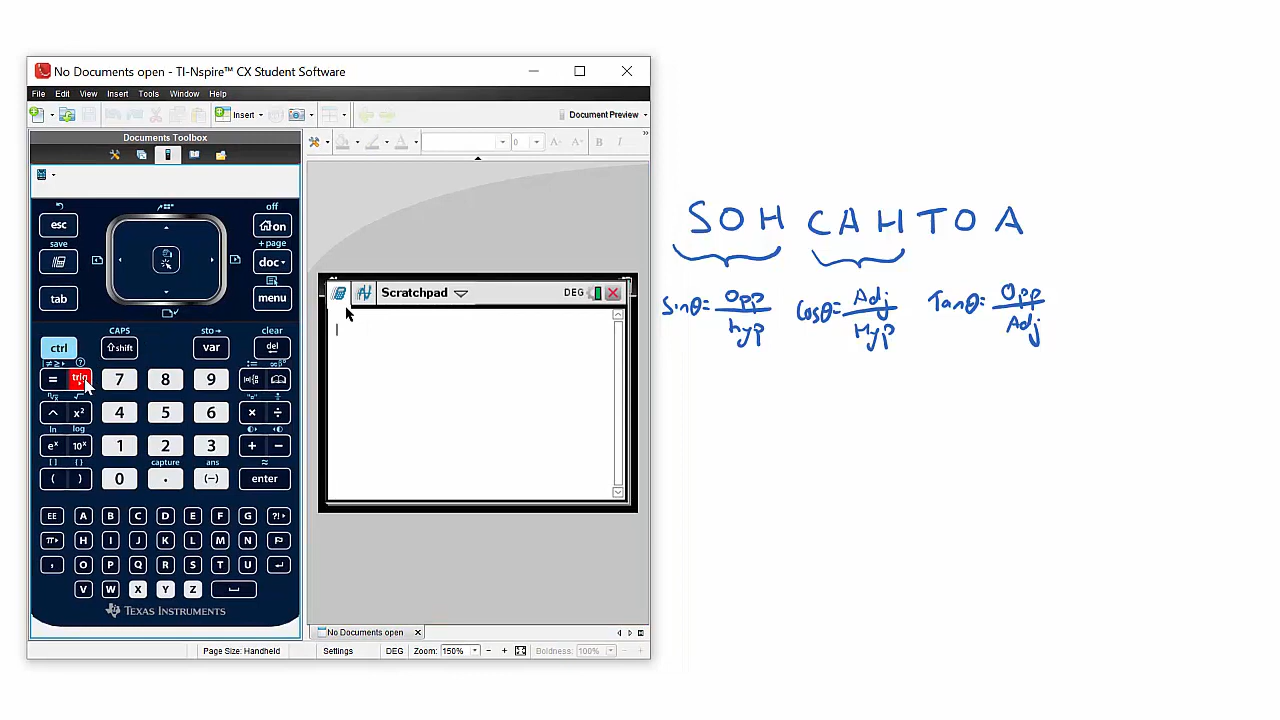 No Documents open - TI-Nspire™ CX Student Software
File Edit View Insert Tools Window Help
Insert
Document Preview
Documents Toolbox
0 A- A+ B I
off
esc
on
save
+ page
doc
tab
menu
CAPS
sto→
clear
ctrl
⇧shift
var
del
= trig 7 8 9
^ x² 4 5 6 × ÷
ln log
eˣ 10ˣ 1 2 3 + −
[ ] { } capture ans ≈
( ) 0 . (−) enter
EE A B C D E F G ?!
π H I J K L M N
, O P Q R S T U
V W X Y Z
TEXAS INSTRUMENTS
Scratchpad
DEG
No Documents open
Page Size: Handheld Settings DEG Zoom: 150% - + Boldness: 100% - +
SOH CAH TOA
Sinθ= Opp/hyp Cosθ= Adj/Hyp Tanθ= Opp/Adj